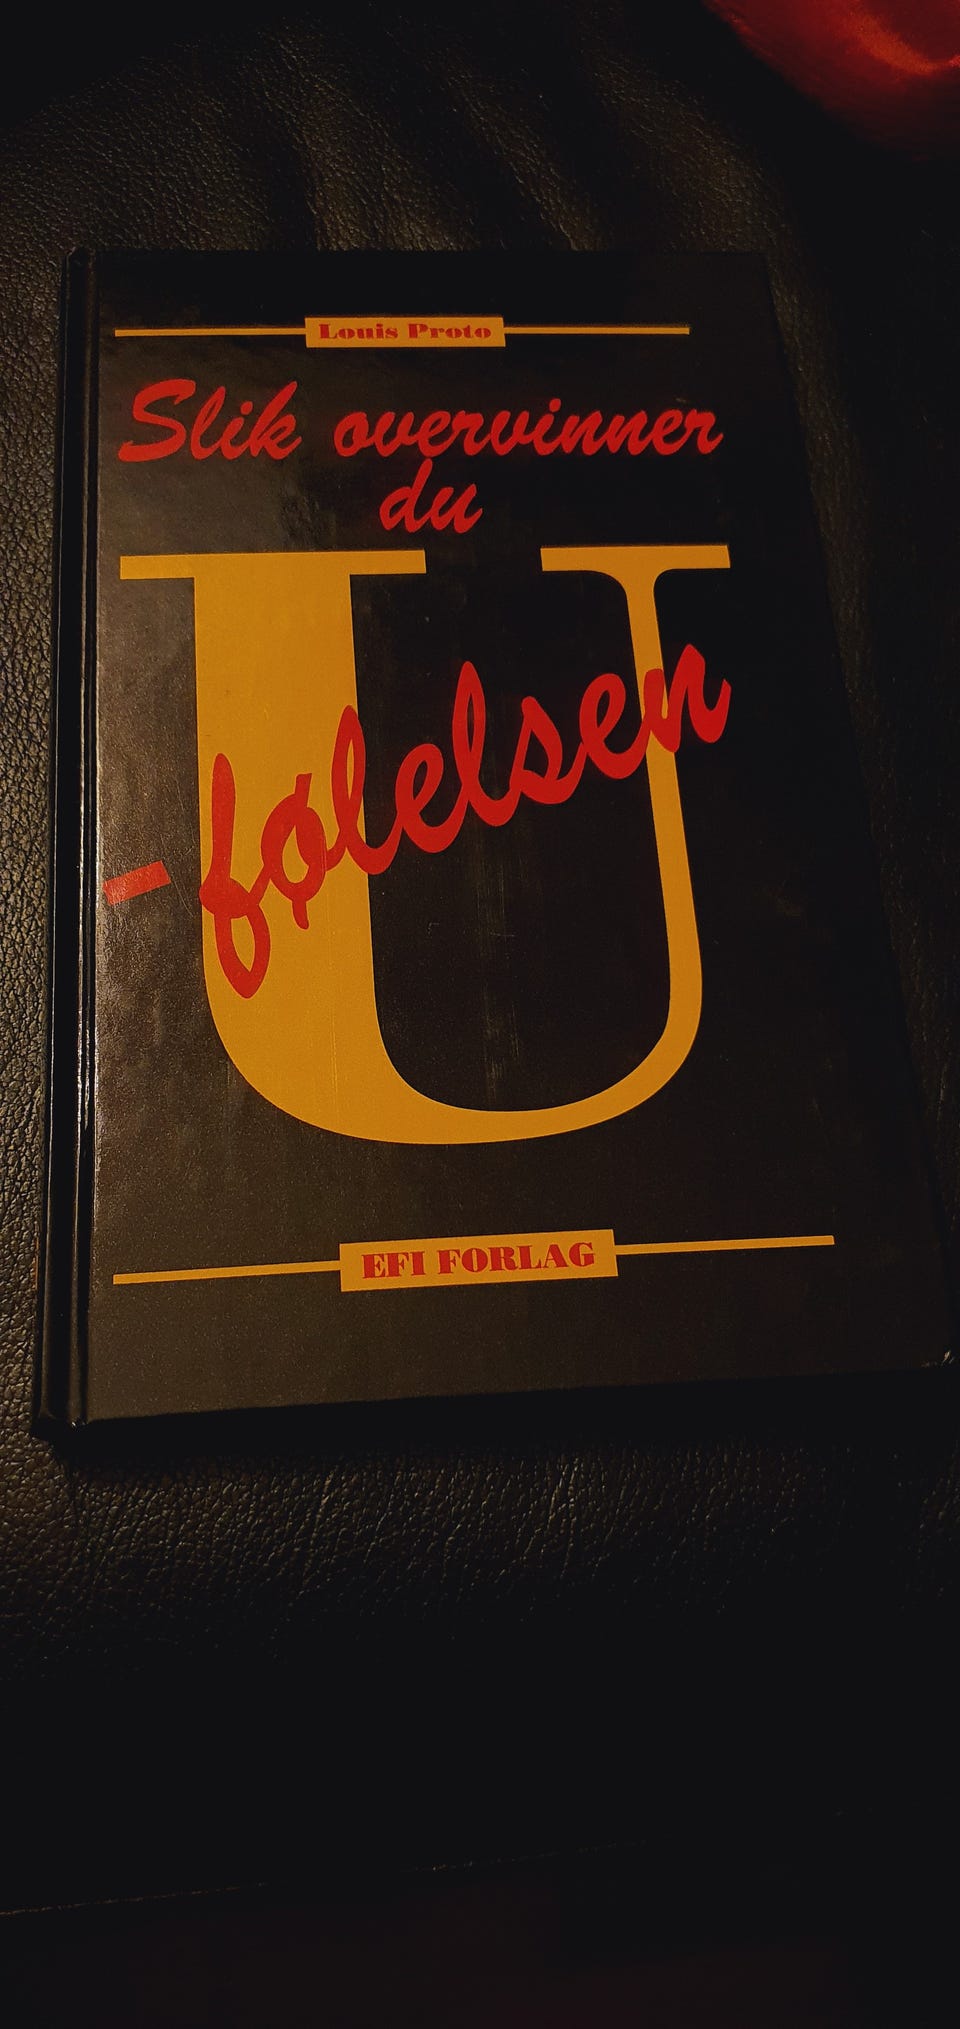 Louis Proto
Slik overvinner
du
U
-følelsen
EFI FORLAG